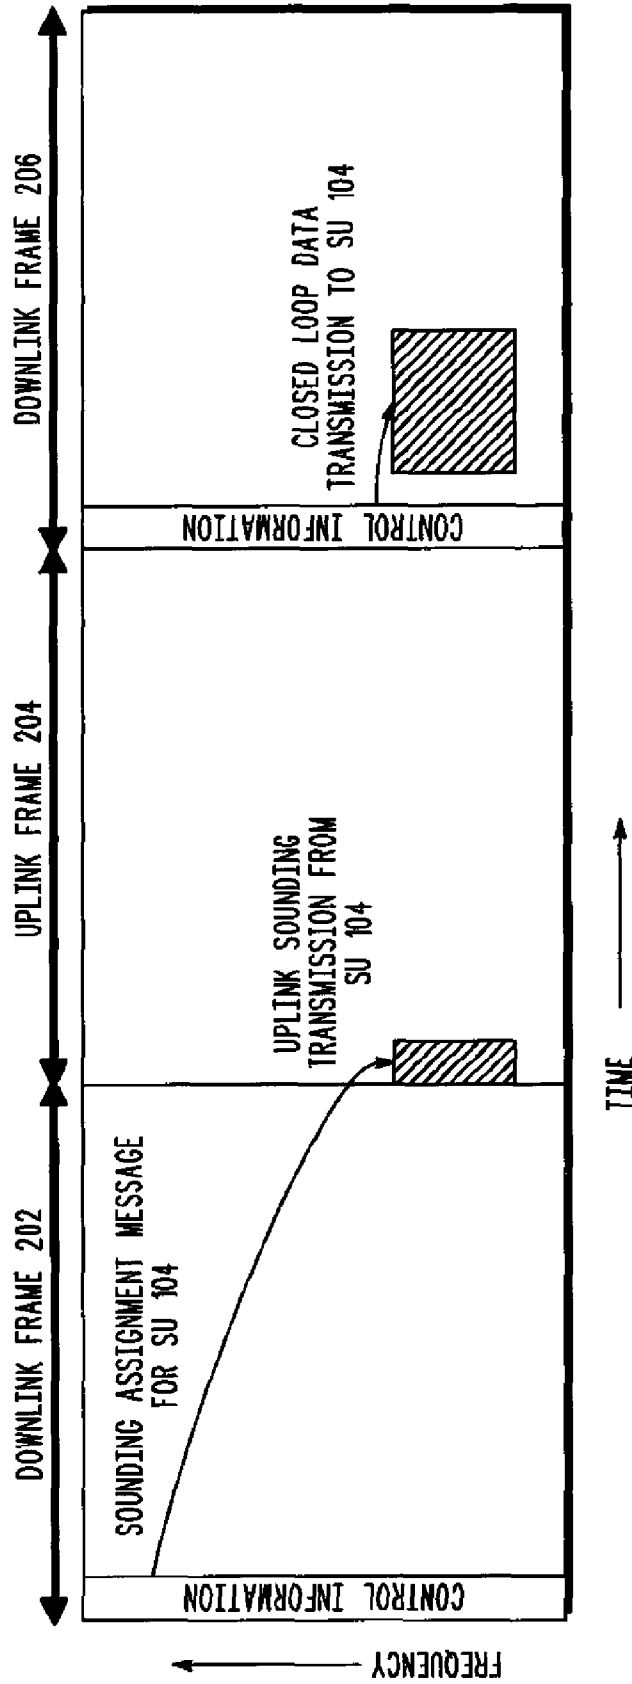 DOWNLINK FRAME 202
UPLINK FRAME 204
DOWNLINK FRAME 206
SOUNDING ASSIGNMENT MESSAGE
FOR SU 104
UPLINK SOUNDING
TRANSMISSION FROM
SU 104
CLOSED LOOP DATA
TRANSMISSION TO SU 104
CONTROL INFORMATION
CONTROL INFORMATION
FREQUENCY
TIME